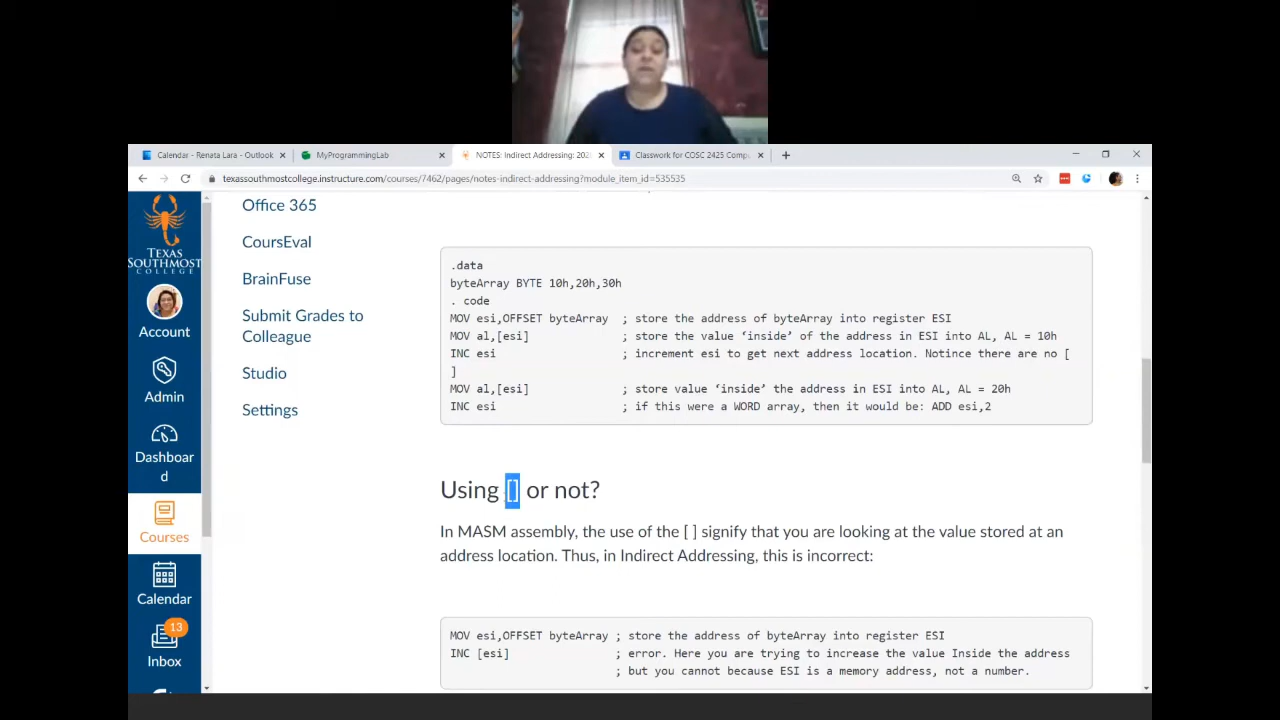 Calendar - Renata Lara - Outlook
MyProgrammingLab
NOTES: Indirect Addressing: 202
Classwork for COSC 2425 Comp
texassouthmostcollege.instructure.com/courses/7462/pages/notes-indirect-addressing?module_item_id=535535
TEXAS
SOUTHMOST
COLLEGE
Account
Admin
Dashboar
d
Courses
Calendar
13
Inbox
Office 365
CoursEval
BrainFuse
Submit Grades to
Colleague
Studio
Settings
.data
byteArray BYTE 10h,20h,30h
. code
MOV esi,OFFSET byteArray ; store the address of byteArray into register ESI
MOV al,[esi] ; store the value ‘inside’ of the address in ESI into AL, AL = 10h
INC esi ; increment esi to get next address location. Notince there are no [
]
MOV al,[esi] ; store value ‘inside’ the address in ESI into AL, AL = 20h
INC esi ; if this were a WORD array, then it would be: ADD esi,2
Using [] or not?
In MASM assembly, the use of the [ ] signify that you are looking at the value stored at an
address location. Thus, in Indirect Addressing, this is incorrect:
MOV esi,OFFSET byteArray ; store the address of byteArray into register ESI
INC [esi] ; error. Here you are trying to increase the value Inside the address
; but you cannot because ESI is a memory address, not a number.